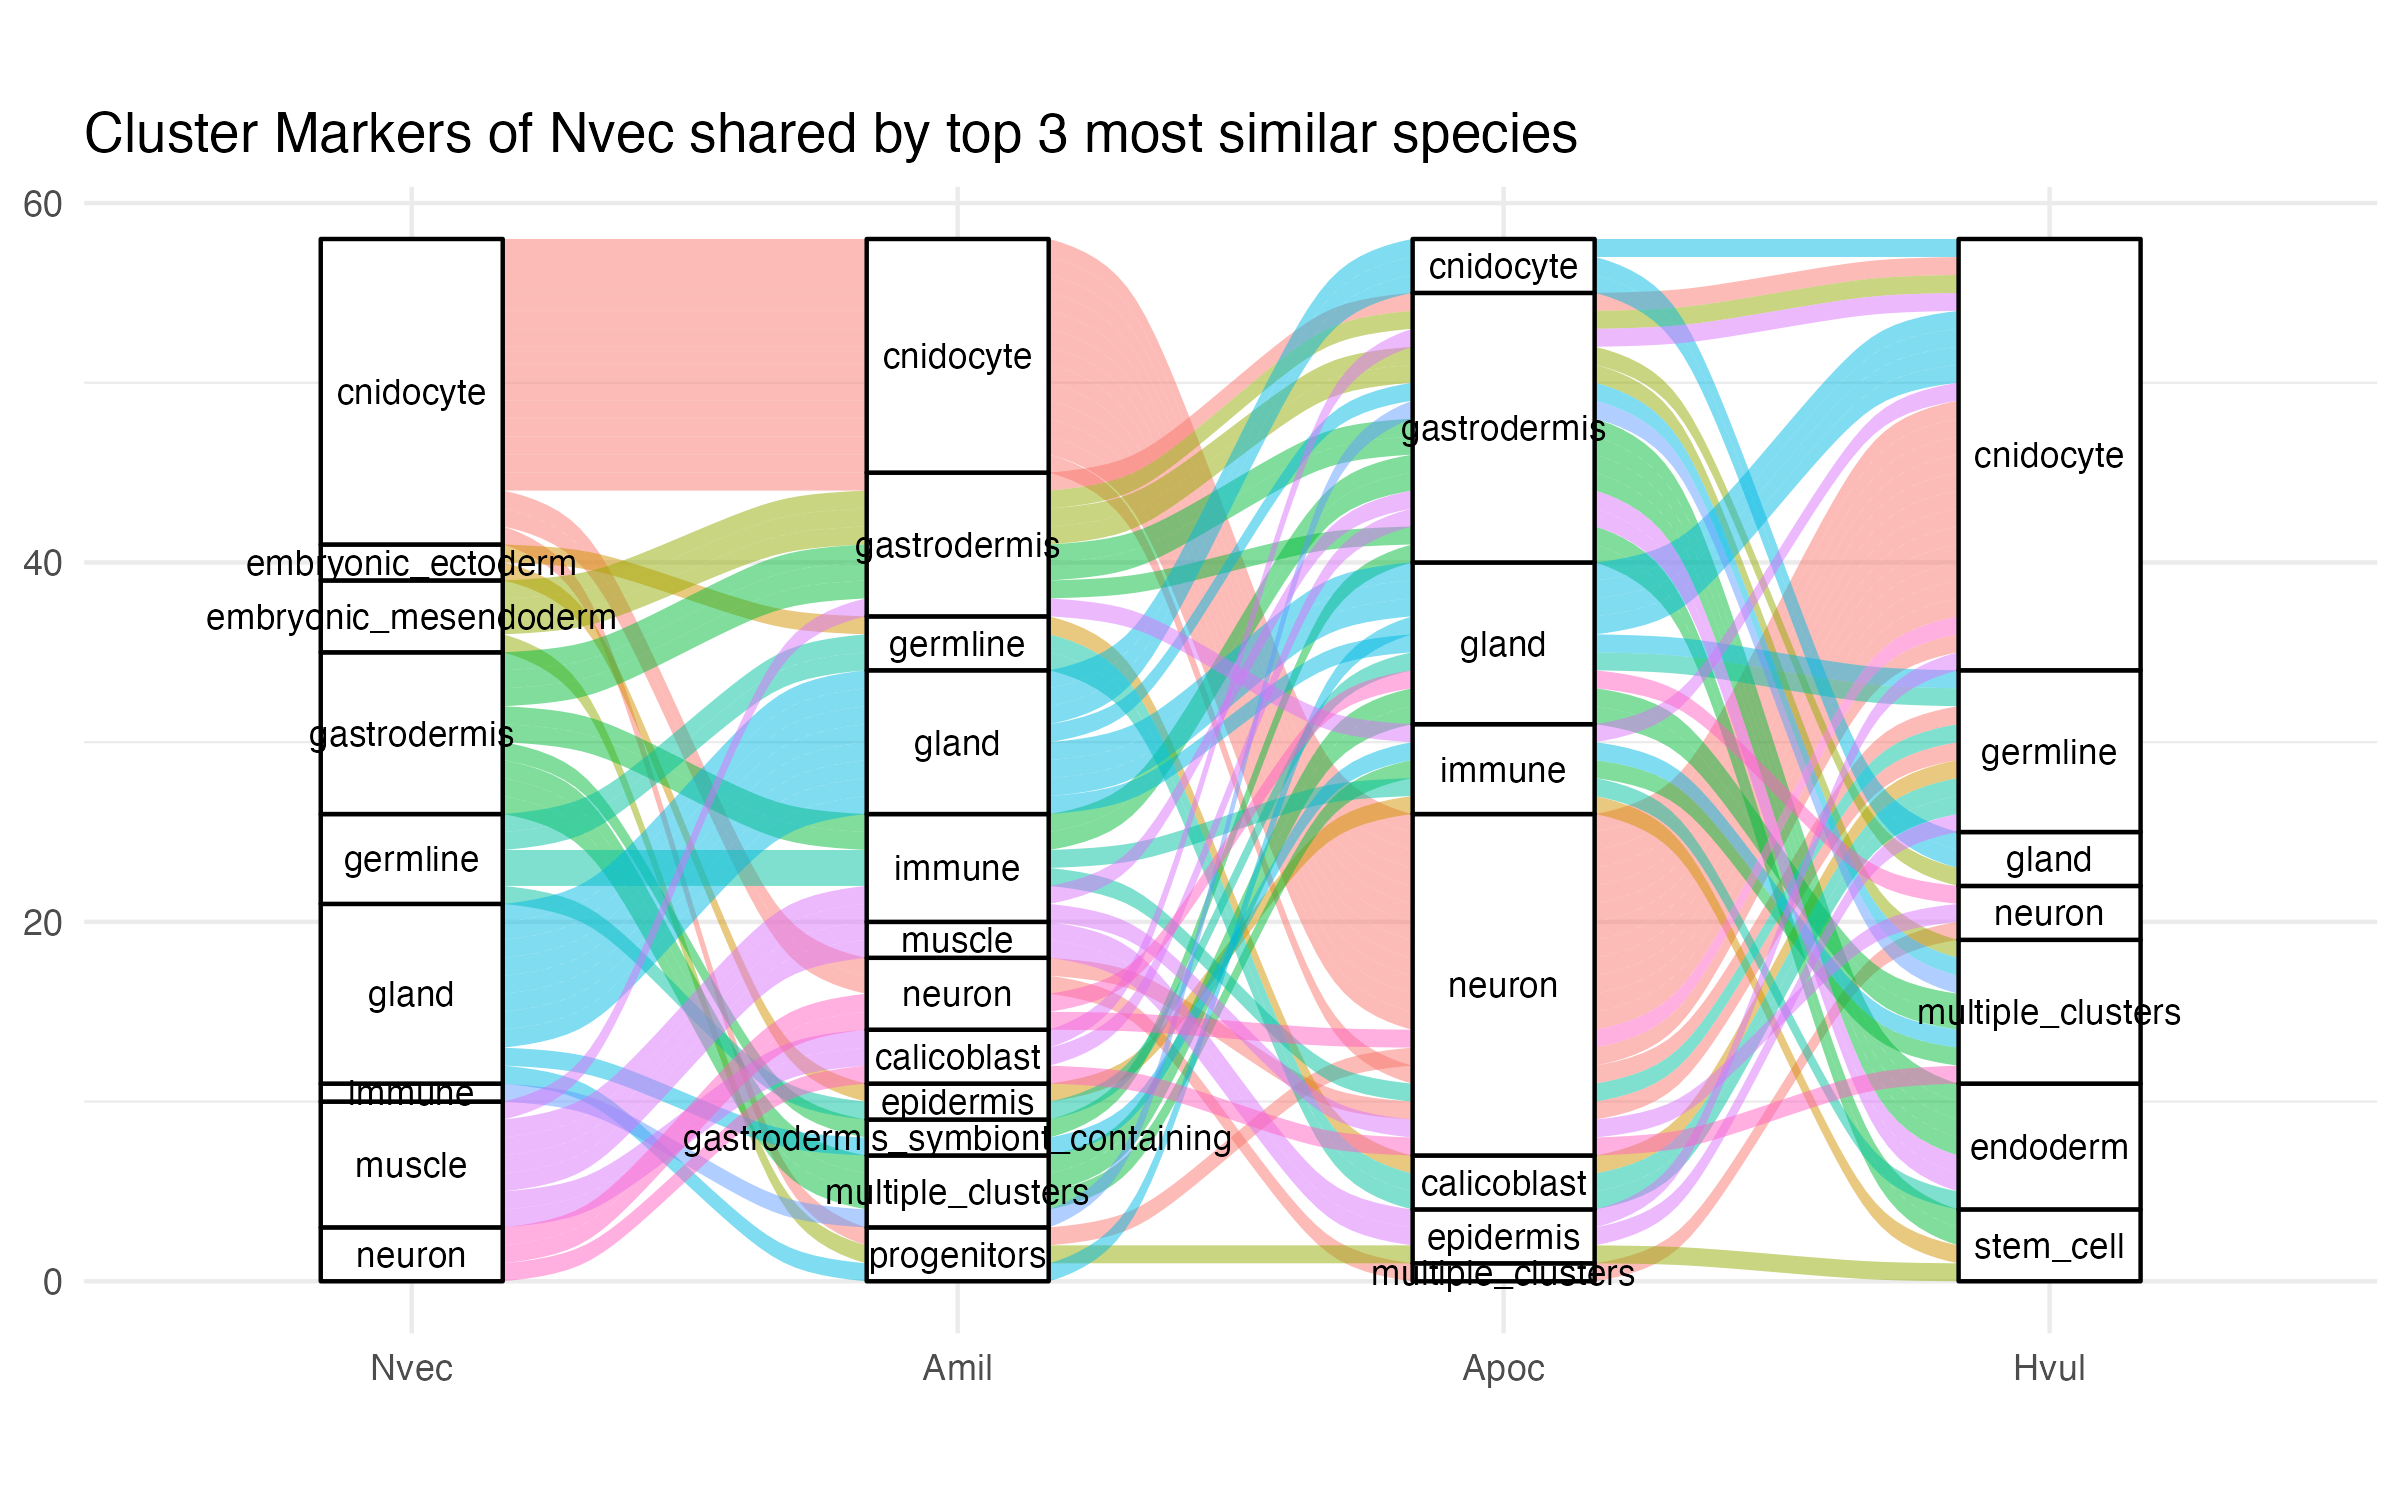 Cluster Markers of Nvec shared by top 3 most similar species
60
40
20
0
cnidocyte
embryonic_ectoderm
embryonic_mesendoderm
gastrodermis
germline
gland
immune
muscle
neuron
cnidocyte
gastrodermis
germline
gland
immune
muscle
neuron
calicoblast
epidermis
gastrodermis_symbiont_containing
multiple_clusters
progenitors
cnidocyte
gastrodermis
gland
immune
neuron
calicoblast
epidermis
multiple_clusters
cnidocyte
germline
gland
neuron
multiple_clusters
endoderm
stem_cell
Nvec
Amil
Apoc
Hvul